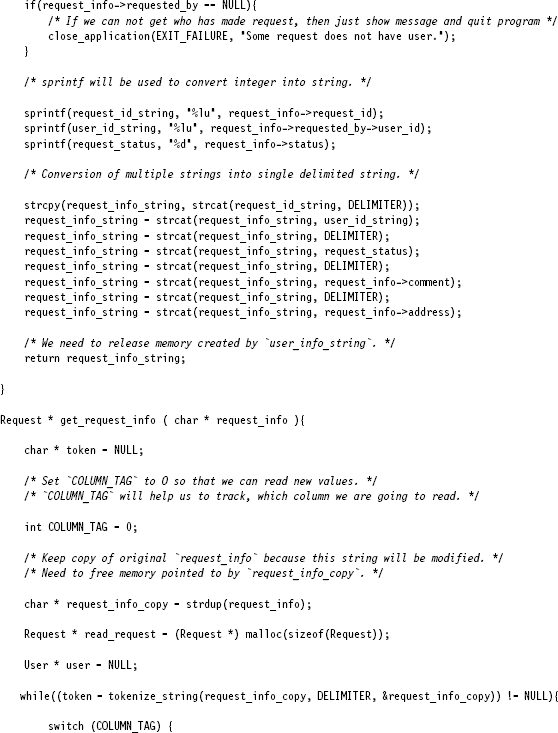 if(request_info->requested_by == NULL){
/* If we can not get who has made request, then just show message and quit program */
close_application(EXIT_FAILURE, "Some request does not have user.");
}
/* sprintf will be used to convert integer into string. */
sprintf(request_id_string, "%lu", request_info->request_id);
sprintf(user_id_string, "%lu", request_info->requested_by->user_id);
sprintf(request_status, "%d", request_info->status);
/* Conversion of multiple strings into single delimited string. */
strcpy(request_info_string, strcat(request_id_string, DELIMITER));
request_info_string = strcat(request_info_string, user_id_string);
request_info_string = strcat(request_info_string, DELIMITER);
request_info_string = strcat(request_info_string, request_status);
request_info_string = strcat(request_info_string, DELIMITER);
request_info_string = strcat(request_info_string, request_info->comment);
request_info_string = strcat(request_info_string, DELIMITER);
request_info_string = strcat(request_info_string, request_info->address);
/* We need to release memory created by `user_info_string`. */
return request_info_string;
}
Request * get_request_info ( char * request_info ){
char * token = NULL;
/* Set `COLUMN_TAG` to 0 so that we can read new values. */
/* `COLUMN_TAG` will help us to track, which column we are going to read. */
int COLUMN_TAG = 0;
/* Keep copy of original `request_info` because this string will be modified. */
/* Need to free memory pointed to by `request_info_copy`. */
char * request_info_copy = strdup(request_info);
Request * read_request = (Request *) malloc(sizeof(Request));
User * user = NULL;
while((token = tokenize_string(request_info_copy, DELIMITER, &request_info_copy)) != NULL){
switch (COLUMN_TAG) {